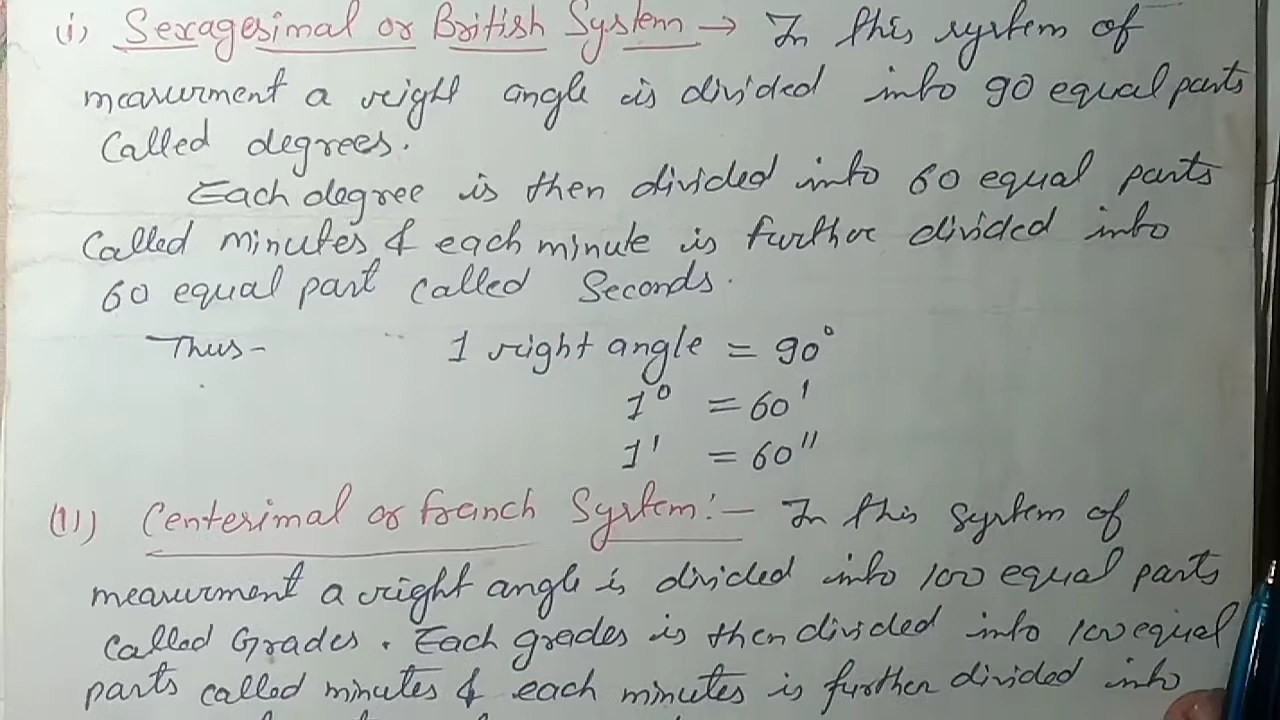 (i) Sexagesimal or British System → In this system of
measurment a right angle is divided into 90 equal parts
Called degrees.
Each degree is then divided into 60 equal parts
Called minutes & each minute is further divided into
60 equal part called Seconds.
Thus- 1 right angle = 90°
1° = 60'
1' = 60"
(11) Centesimal or franch System:- In this system of
measurment a right angle is divided into 100 equal parts
Called Grades. Each grades is then divided into 100 equal
parts called minutes & each minutes is further divided into